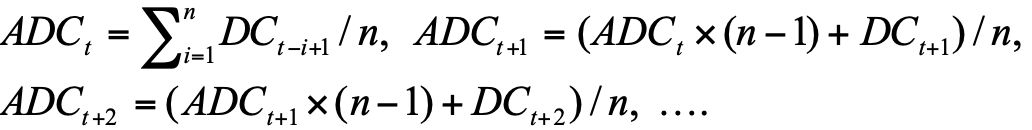 ADC_t = ∑_{i=1}^{n} DC_{t−i+1} / n, ADC_{t+1} = (ADC_t × (n − 1) + DC_{t+1}) / n,
ADC_{t+2} = (ADC_{t+1} × (n − 1) + DC_{t+2}) / n, ….